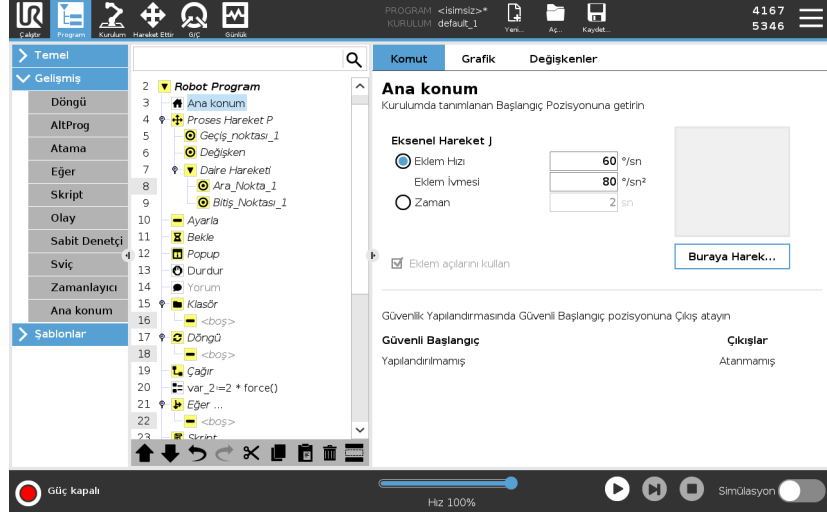 UR
PROGRAM <isimsiz>*
KURULUM default_1
4167
5346
Çalıştır
Program
Kurulum
Hareket Ettir
G/Ç
Günlük
Yeni...
Aç...
Kaydet...
Temel
Gelişmiş
Döngü
AltProg
Atama
Eğer
Skript
Olay
Sabit Denetçi
Sviç
Zamanlayıcı
Ana konum
Şablonlar
2 Robot Program
3 Ana konum
4 Proses Hareket P
5 Geçiş_noktası_1
6 Değişken
7 Daire Hareketi
8 Ara_Nokta_1
9 Bitiş_Noktası_1
10 Ayarla
11 Bekle
12 Popup
13 Durdur
14 Yorum
15 Klasör
16 <boş>
17 Döngü
18 <boş>
19 Çağır
20 var_2≔2 * force()
21 Eğer ...
22 <boş>
23 Skript
Komut
Grafik
Değişkenler
Ana konum
Kurulumda tanımlanan Başlangıç Pozisyonuna getirin
Eksenel Hareket J
Eklem Hızı 60 °/sn
Eklem İvmesi 80 °/sn²
Zaman 2 sn
Eklem açılarını kullan
Buraya Harek...
Güvenlik Yapılandırmasında Güvenli Başlangıç pozisyonuna Çıkış atayın
Güvenli Başlangıç Çıkışlar
Yapılandırılmamış Atanmamış
Güç kapalı
Hız 100%
Simülasyon